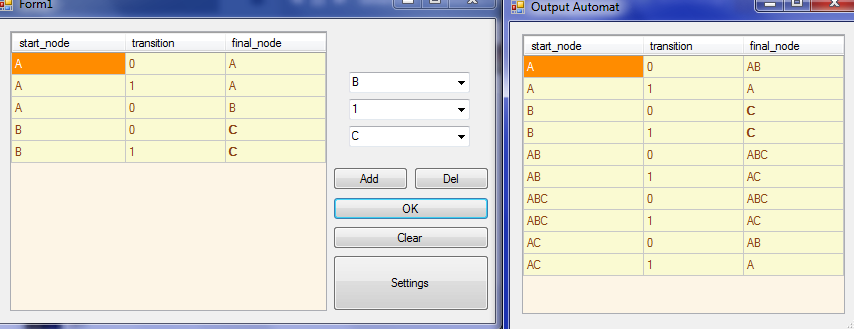 Form1
start_node transition final_node
A 0 A
A 1 A
A 0 B
B 0 C
B 1 C
B
1
C
Add Del
OK
Clear
Settings
Output Automat
start_node transition final_node
A 0 AB
A 1 A
B 0 C
B 1 C
AB 0 ABC
AB 1 AC
ABC 0 ABC
ABC 1 AC
AC 0 AB
AC 1 A